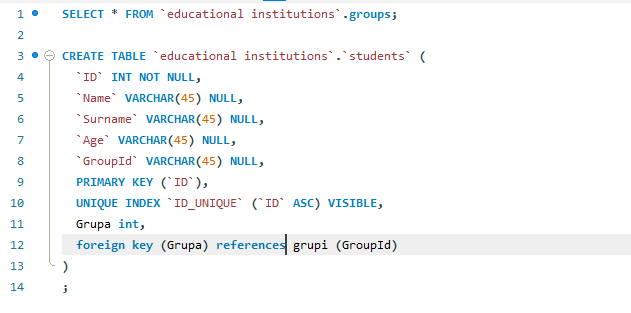 1 SELECT * FROM `educational institutions`.groups;
2
3 CREATE TABLE `educational institutions`.`students` (
4 `ID` INT NOT NULL,
5 `Name` VARCHAR(45) NULL,
6 `Surname` VARCHAR(45) NULL,
7 `Age` VARCHAR(45) NULL,
8 `GroupId` VARCHAR(45) NULL,
9 PRIMARY KEY (`ID`),
10 UNIQUE INDEX `ID_UNIQUE` (`ID` ASC) VISIBLE,
11 Grupa int,
12 foreign key (Grupa) references grupi (GroupId)
13 )
14 ;